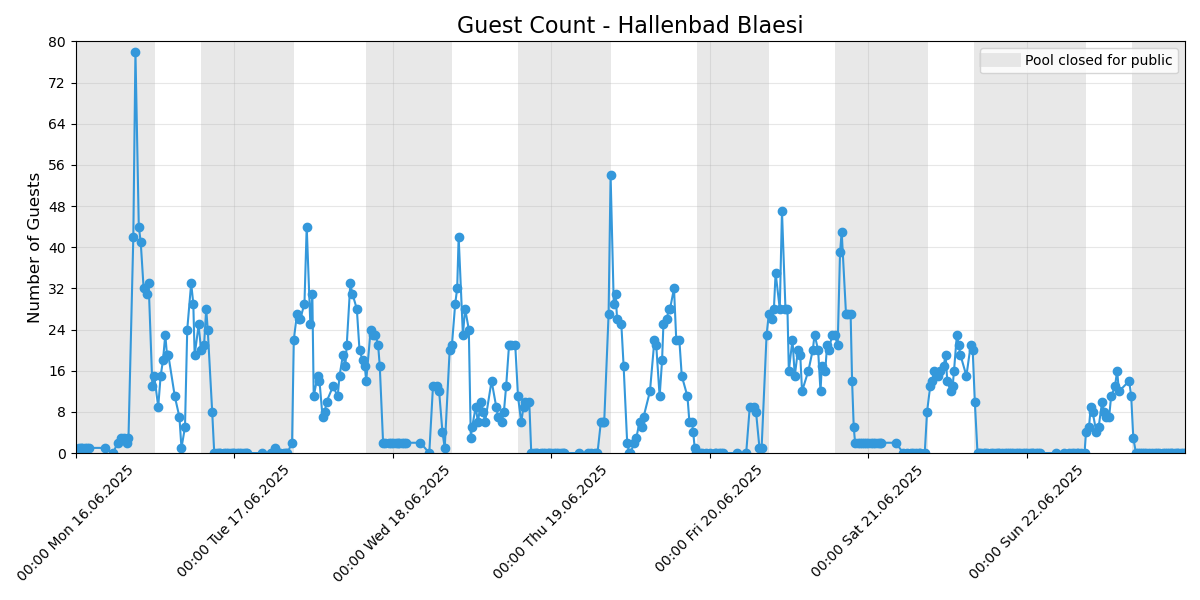 Guest Count - Hallenbad Blaesi
Pool closed for public
Number of Guests
80
72
64
56
48
40
32
24
16
8
0
00:00 Mon 16.06.2025
00:00 Tue 17.06.2025
00:00 Wed 18.06.2025
00:00 Thu 19.06.2025
00:00 Fri 20.06.2025
00:00 Sat 21.06.2025
00:00 Sun 22.06.2025